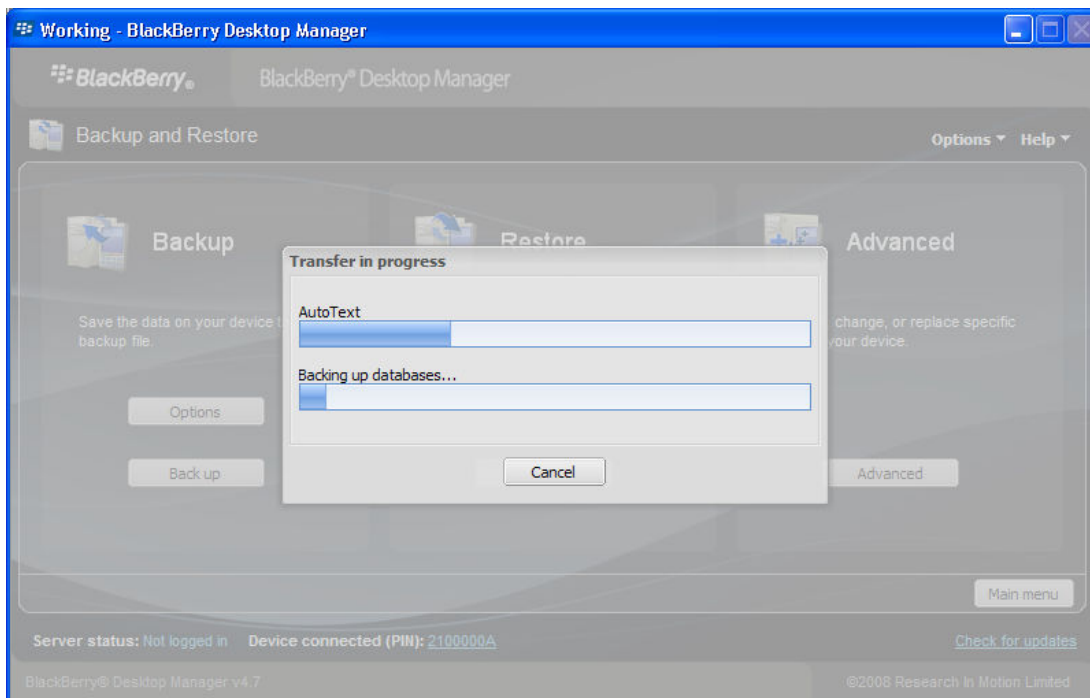 Working - BlackBerry Desktop Manager
BlackBerry® BlackBerry® Desktop Manager
Backup and Restore
Options Help
Backup
Restore
Advanced
Transfer in progress
AutoText
Backing up databases...
Cancel
Save the data on your device
backup file.
change, or replace specific
your device.
Options
Back up
Advanced
Main menu
Server status: Not logged in Device connected (PIN): 2100000A
Check for updates
BlackBerry® Desktop Manager v4.7
©2008 Research In Motion Limited